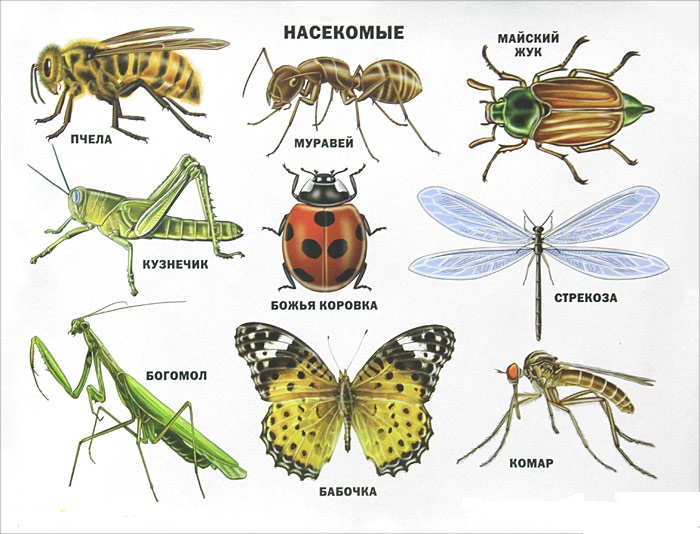 НАСЕКОМЫЕ
ПЧЕЛА
МУРАВЕЙ
МАЙСКИЙ
ЖУК
КУЗНЕЧИК
БОЖЬЯ КОРОВКА
СТРЕКОЗА
БОГОМОЛ
БАБОЧКА
КОМАР